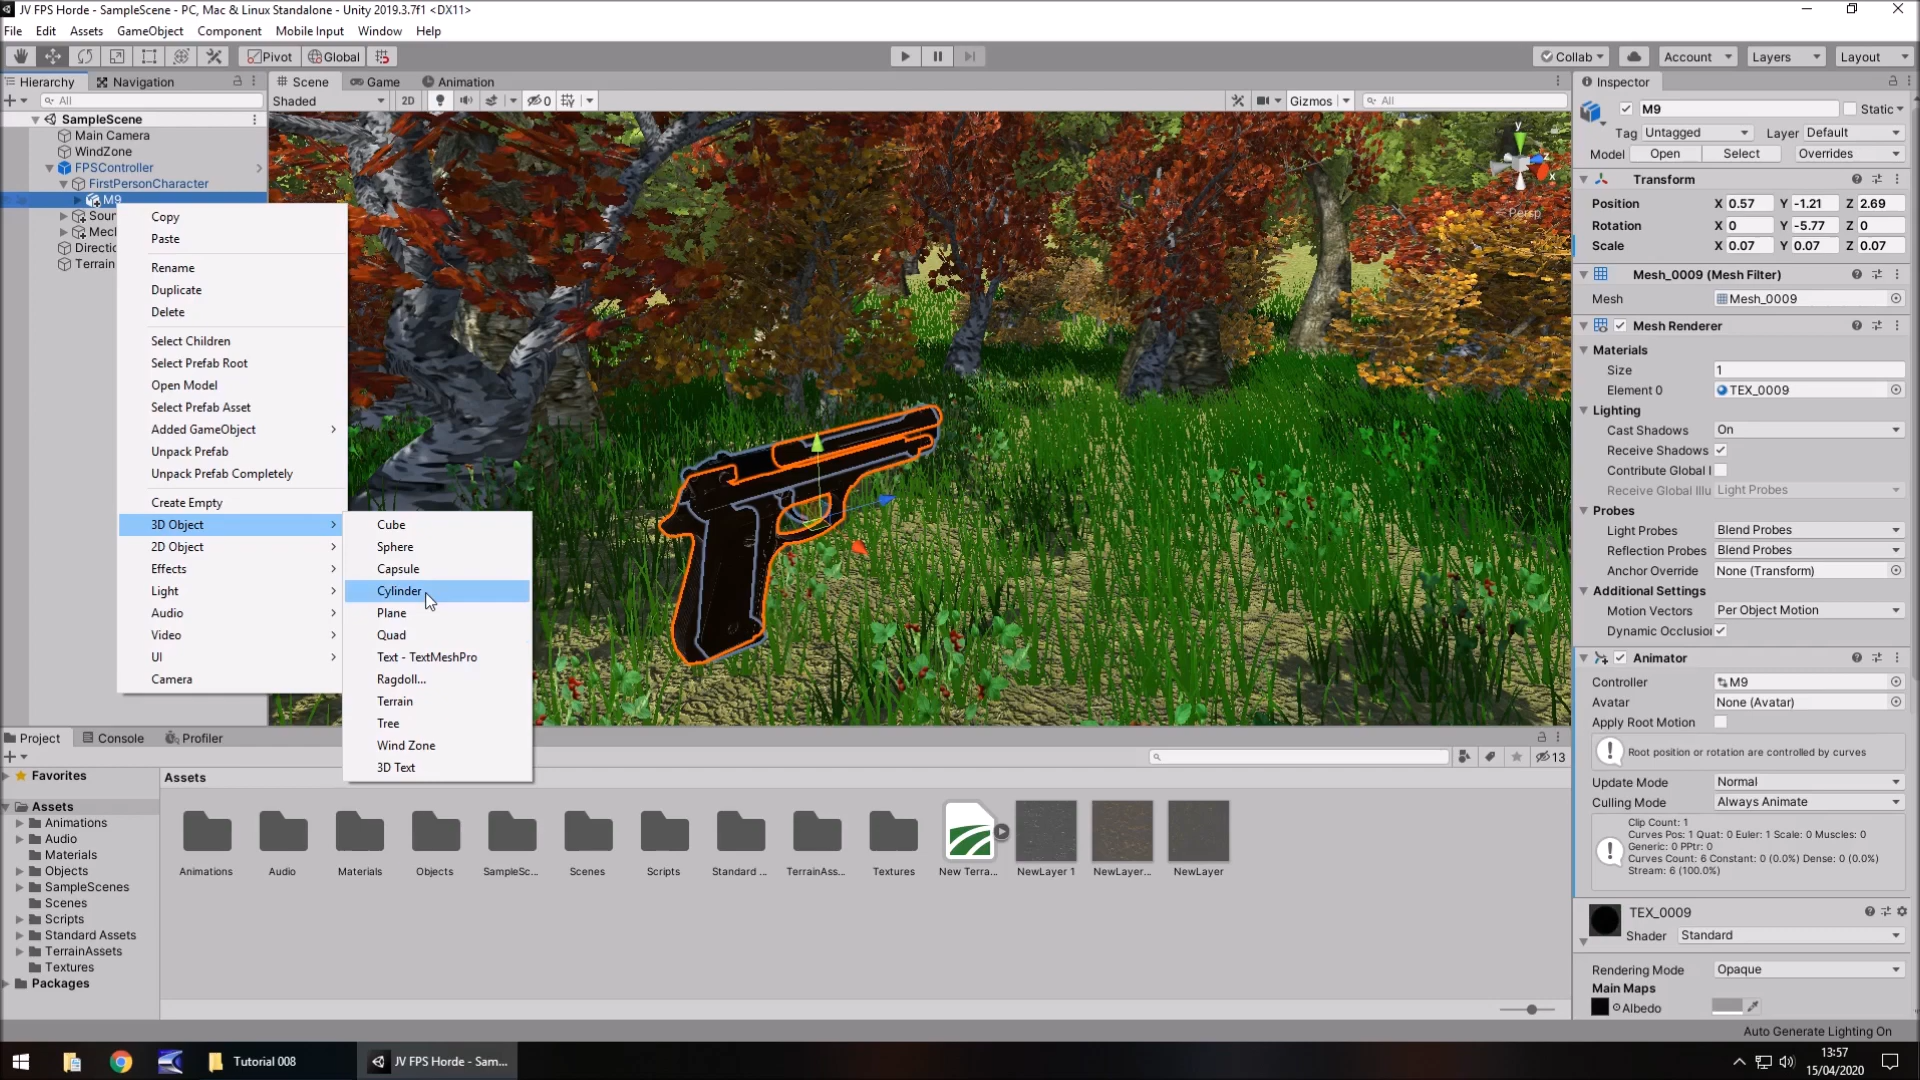 JV FPS Horde - SampleScene - PC, Mac & Linux Standalone - Unity 2019.3.7f1 <DX11>
File Edit Assets GameObject Component Mobile Input Window Help
Pivot Global Collab Account Layers Layout
Hierarchy Navigation
All
SampleScene
Main Camera
WindZone
FPSController
FirstPersonCharacter
M9
Soun
Mecl
Directio
Terrain
Copy
Paste
Rename
Duplicate
Delete
Select Children
Select Prefab Root
Open Model
Select Prefab Asset
Added GameObject
Unpack Prefab
Unpack Prefab Completely
Create Empty
3D Object
2D Object
Effects
Light
Audio
Video
UI
Camera
Cube
Sphere
Capsule
Cylinder
Plane
Quad
Text - TextMeshPro
Ragdoll...
Terrain
Tree
Wind Zone
3D Text
Scene Game Animation
Shaded 2D 0 Gizmos All
y
x
Persp
Inspector
M9 Static
Tag Untagged Layer Default
Model Open Select Overrides
Transform
Position X 0.57 Y -1.21 Z 2.69
Rotation X 0 Y -5.77 Z 0
Scale X 0.07 Y 0.07 Z 0.07
Mesh_0009 (Mesh Filter)
Mesh Mesh_0009
Mesh Renderer
Materials
Size 1
Element 0 TEX_0009
Lighting
Cast Shadows On
Receive Shadows
Contribute Global I
Receive Global Illu Light Probes
Probes
Light Probes Blend Probes
Reflection Probes Blend Probes
Anchor Override None (Transform)
Additional Settings
Motion Vectors Per Object Motion
Dynamic Occlusion
Animator
Controller M9
Avatar None (Avatar)
Apply Root Motion
Root position or rotation are controlled by curves
Update Mode Normal
Culling Mode Always Animate
Clip Count: 1
Curves Pos: 1 Quat: 0 Euler: 1 Scale: 0 Muscles: 0
Generic: 0 PPtr: 0
Curves Count: 6 Constant: 0 (0.0%) Dense: 0 (0.0%)
Stream: 6 (100.0%)
TEX_0009
Shader Standard
Rendering Mode Opaque
Main Maps
Albedo
Auto Generate Lighting On
Project Console Profiler
13
Favorites
Assets
Animations
Audio
Materials
Objects
SampleScenes
Scenes
Scripts
Standard Assets
TerrainAssets
Textures
Packages
Assets
Animations Audio Materials Objects SampleSc... Scenes Scripts Standard ... TerrainAss... Textures New Terra... NewLayer 1 NewLayer... NewLayer
Tutorial 008 JV FPS Horde - Sam...
13:57
15/04/2020